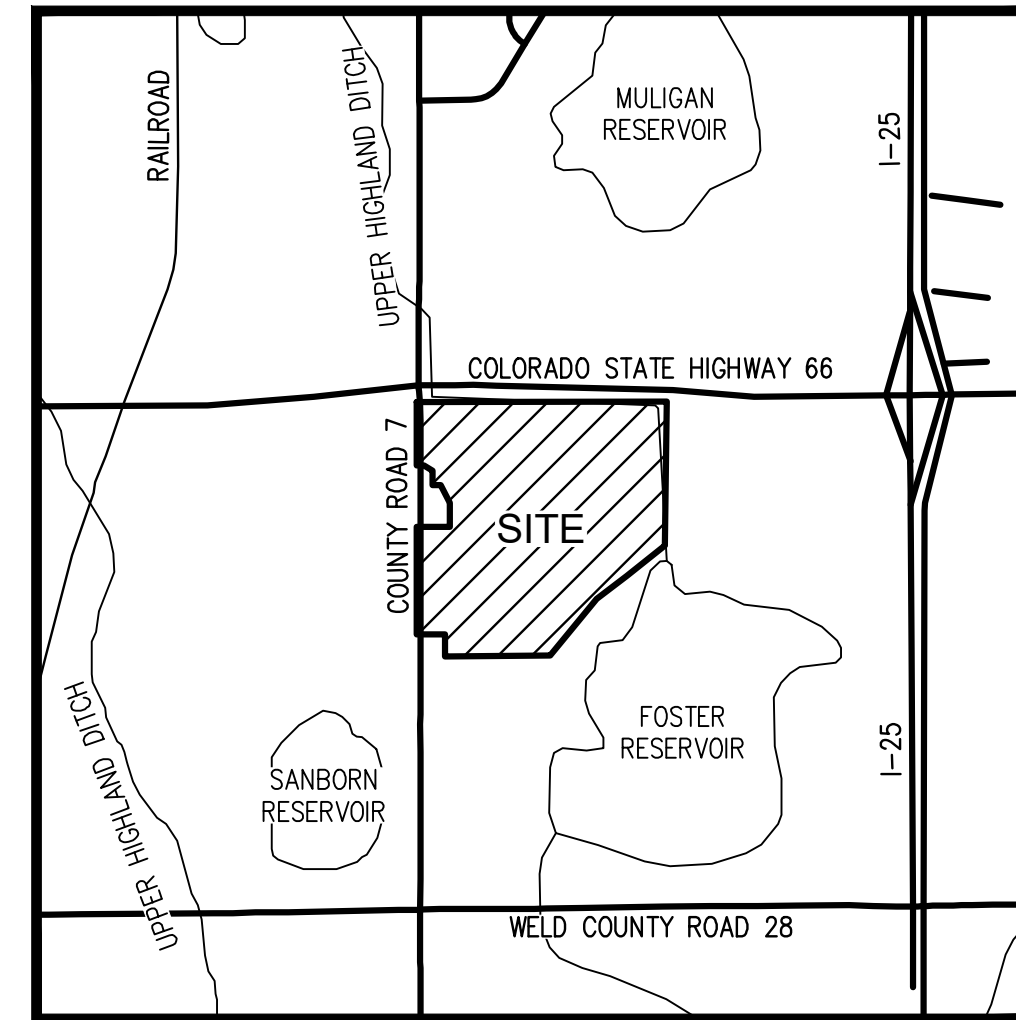 RAILROAD
UPPER HIGHLAND DITCH
MULIGAN
RESERVOIR
I-25
COLORADO STATE HIGHWAY 66
COUNTY ROAD 7
SITE
UPPER HIGHLAND DITCH
SANBORN
RESERVOIR
FOSTER
RESERVOIR
I-25
WELD COUNTY ROAD 28